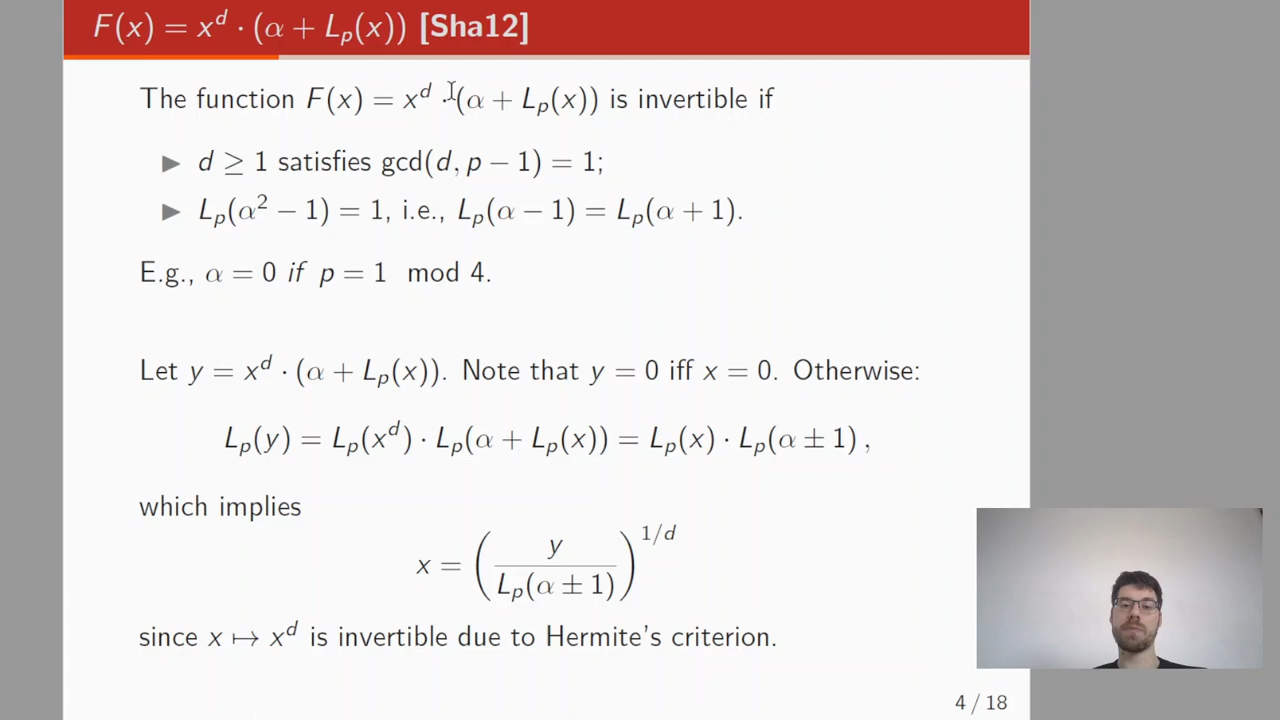 F(x) = x^d · (α + L_p(x)) [Sha12]
The function F(x) = x^d · (α + L_p(x)) is invertible if
▶ d ≥ 1 satisfies gcd(d, p − 1) = 1;
▶ L_p(α² − 1) = 1, i.e., L_p(α − 1) = L_p(α + 1).
E.g., α = 0 if p = 1 mod 4.
Let y = x^d · (α + L_p(x)). Note that y = 0 iff x = 0. Otherwise:
L_p(y) = L_p(x^d) · L_p(α + L_p(x)) = L_p(x) · L_p(α ± 1) ,
which implies
x = (y / L_p(α ± 1))^{1/d}
since x ↦ x^d is invertible due to Hermite's criterion.
4 / 18